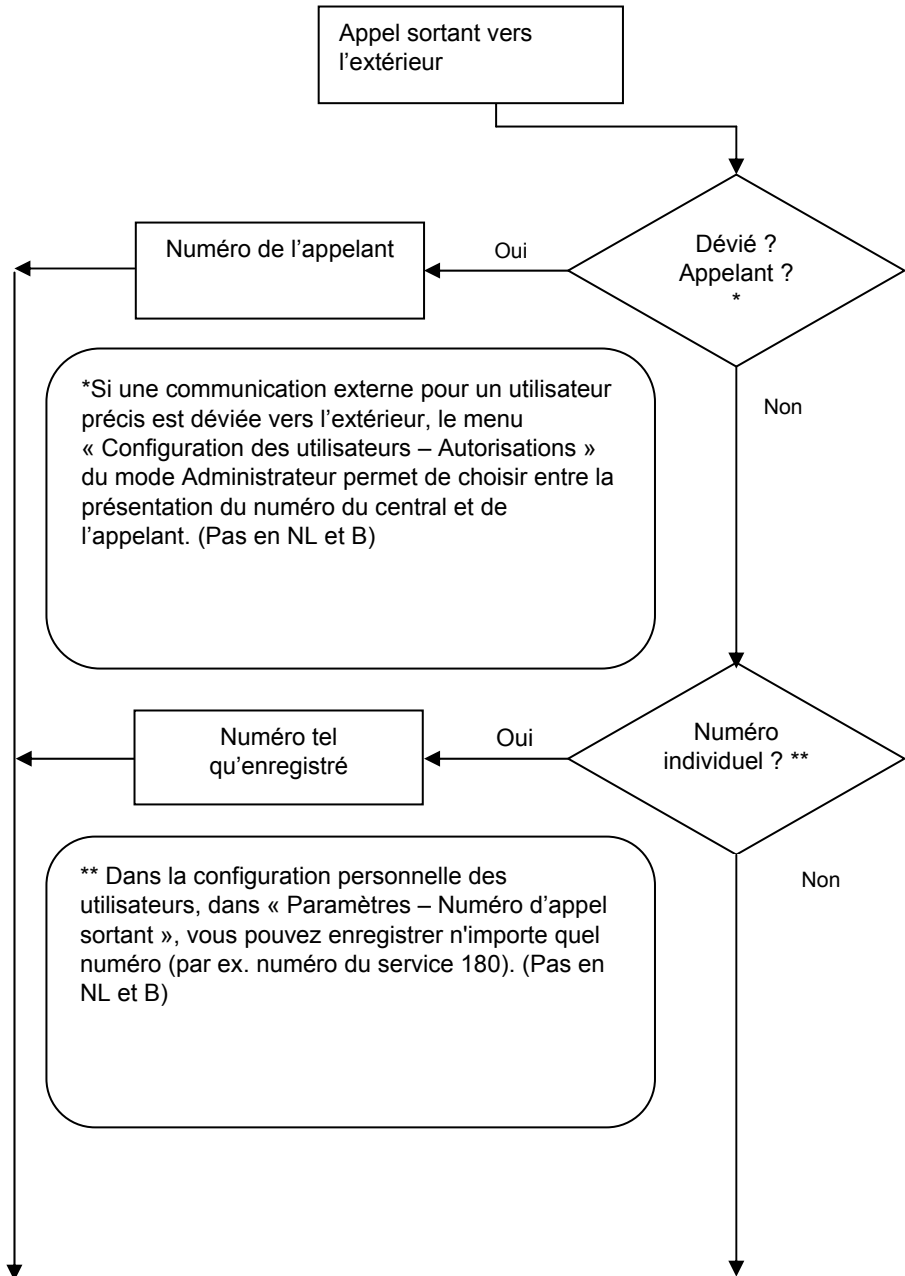 Appel sortant vers
l’extérieur
Numéro de l’appelant
Oui
Dévié ?
Appelant ?
*
*Si une communication externe pour un utilisateur
précis est déviée vers l’extérieur, le menu
« Configuration des utilisateurs – Autorisations »
du mode Administrateur permet de choisir entre la
présentation du numéro du central et de
l’appelant. (Pas en NL et B)
Non
Numéro tel
qu’enregistré
Oui
Numéro
individuel ? **
** Dans la configuration personnelle des
utilisateurs, dans « Paramètres – Numéro d’appel
sortant », vous pouvez enregistrer n'importe quel
numéro (par ex. numéro du service 180). (Pas en
NL et B)
Non